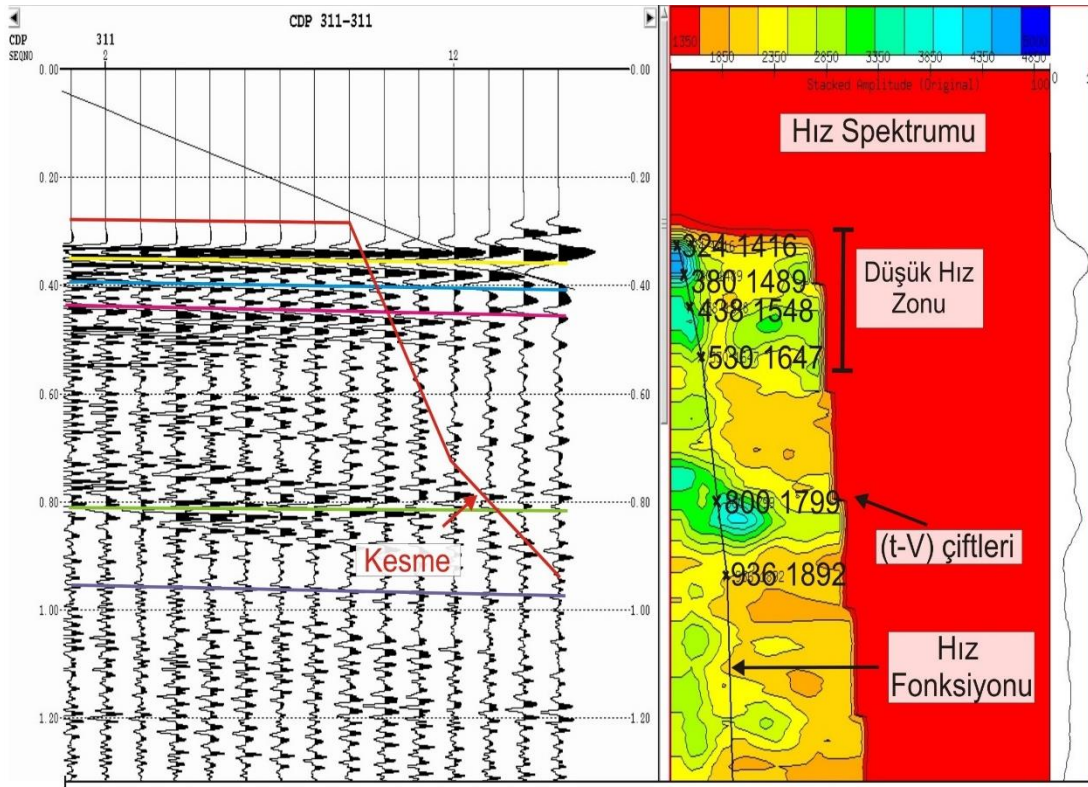 CDP 311-311
CDP 311
SEQNO 2 12
0.00 0.00
0.20 0.20
0.40 0.40
0.60 0.60
0.80 0.80
1.00 1.00
1.20 1.20
Kesme
1350 5000
1850 2350 2850 3350 3850 4350 4800
Stacked Amplitude (Original) 100
0
Hız Spektrumu
324 1416
380 1489
438 1548
530 1647
800 1799
936 1892
Düşük Hız
Zonu
(t-V) çiftleri
Hız
Fonksiyonu